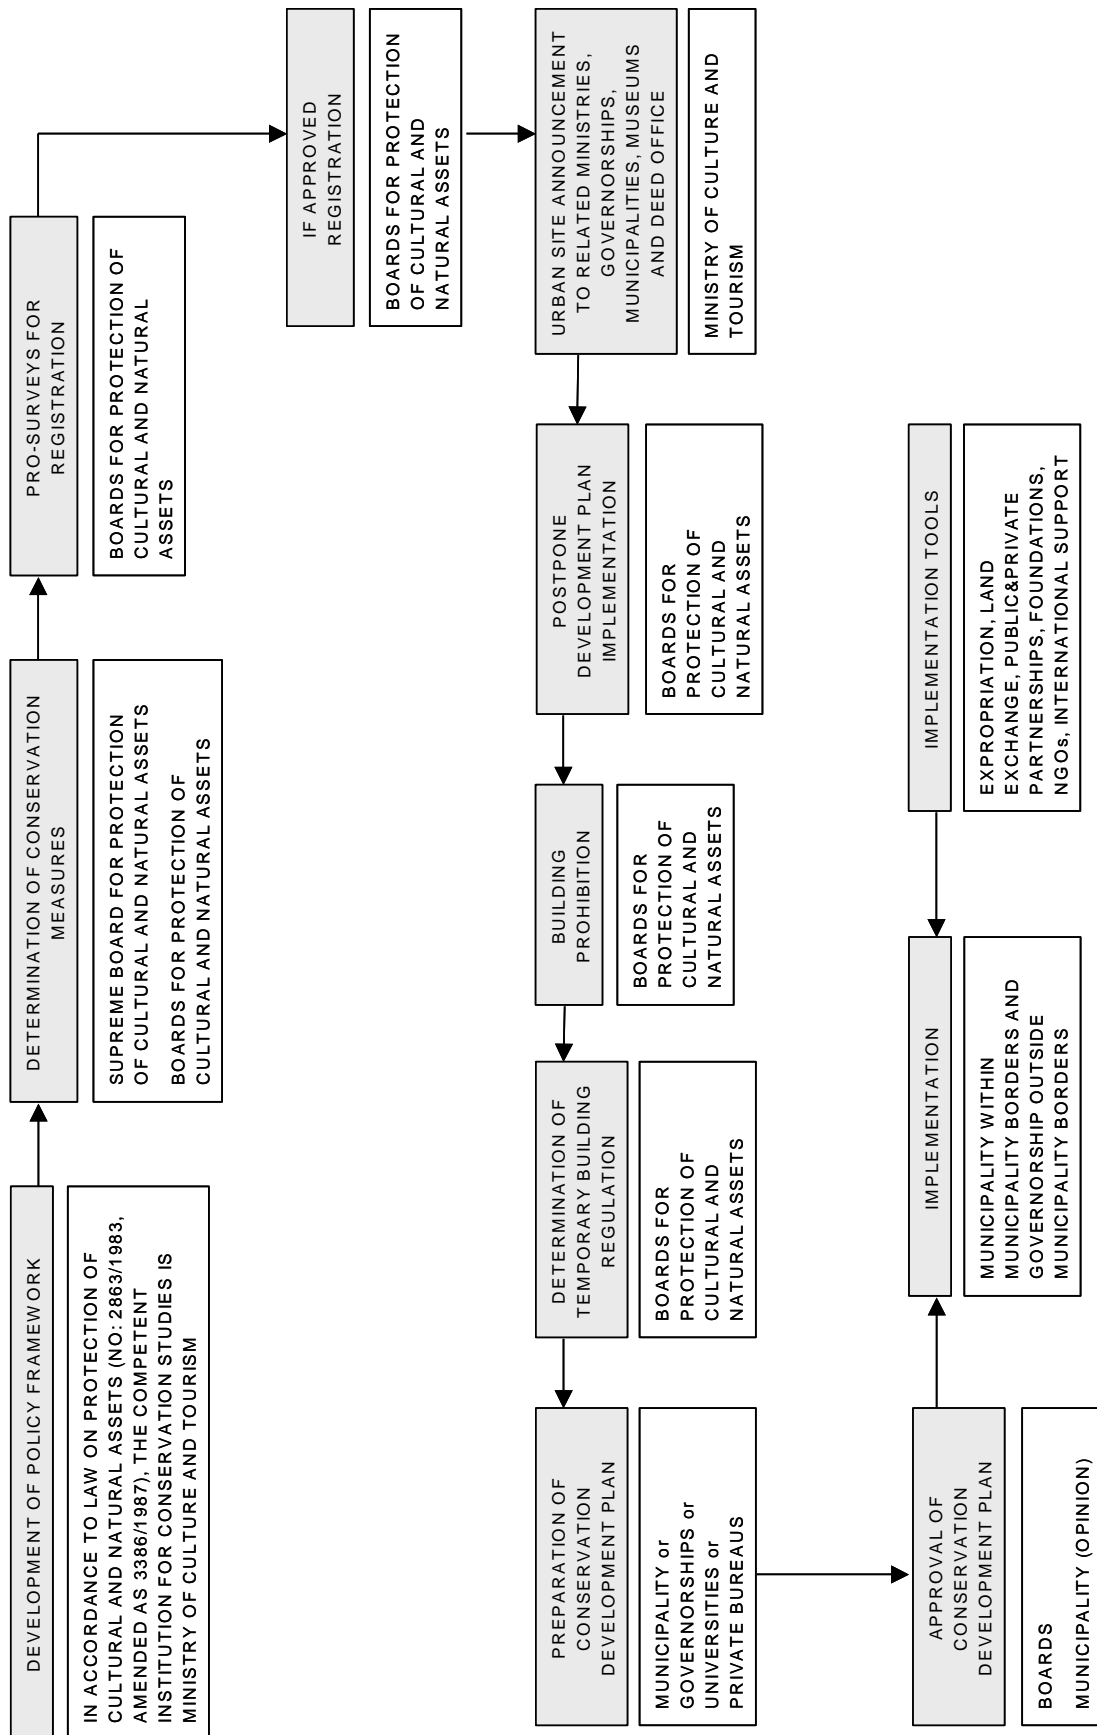 DEVELOPMENT OF POLICY FRAMEWORK
IN ACCORDANCE TO LAW ON PROTECTION OF
CULTURAL AND NATURAL ASSETS (NO: 2863/1983,
AMENDED AS 3386/1987), THE COMPETENT
INSTITUTION FOR CONSERVATION STUDIES IS
MINISTRY OF CULTURE AND TOURISM
DETERMINATION OF CONSERVATION
MEASURES
SUPREME BOARD FOR PROTECTION
OF CULTURAL AND NATURAL ASSETS
BOARDS FOR PROTECTION OF
CULTURAL AND NATURAL ASSETS
PRO-SURVEYS FOR
REGISTRATION
BOARDS FOR PROTECTION OF
CULTURAL AND NATURAL
ASSETS
IF APPROVED
REGISTRATION
BOARDS FOR PROTECTION
OF CULTURAL AND
NATURAL ASSETS
URBAN SITE ANNOUNCEMENT
TO RELATED MINISTRIES,
GOVERNORSHIPS,
MUNICIPALITIES, MUSEUMS
AND DEED OFFICE
MINISTRY OF CULTURE AND
TOURISM
POSTPONE
DEVELOPMENT PLAN
IMPLEMENTATION
BOARDS FOR
PROTECTION OF
CULTURAL AND
NATURAL ASSETS
BUILDING
PROHIBITION
BOARDS FOR
PROTECTION OF
CULTURAL AND
NATURAL ASSETS
DETERMINATION OF
TEMPORARY BUILDING
REGULATION
BOARDS FOR
PROTECTION OF
CULTURAL AND
NATURAL ASSETS
PREPARATION OF
CONSERVATION
DEVELOPMENT PLAN
MUNICIPALITY or
GOVERNORSHIPS or
UNIVERSITIES or
PRIVATE BUREAUS
APPROVAL OF
CONSERVATION
DEVELOPMENT PLAN
BOARDS
MUNICIPALITY (OPINION)
IMPLEMENTATION
MUNICIPALITY WITHIN
MUNICIPALITY BORDERS AND
GOVERNORSHIP OUTSIDE
MUNICIPALITY BORDERS
IMPLEMENTATION TOOLS
EXPROPRIATION, LAND
EXCHANGE, PUBLIC&PRIVATE
PARTNERSHIPS, FOUNDATIONS,
NGOs, INTERNATIONAL SUPPORT